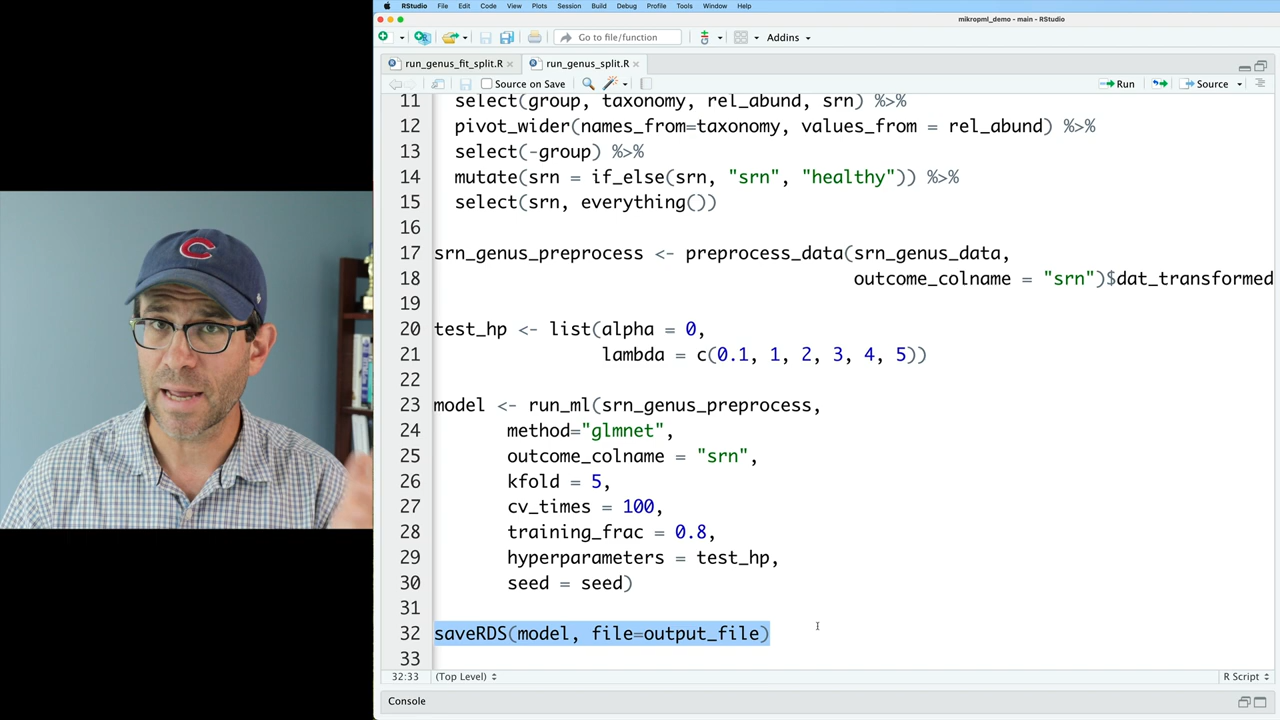 RStudio File Edit Code View Plots Session Build Debug Profile Tools Window Help
mikropml_demo - main - RStudio
Go to file/function Addins
run_genus_fit_split.R run_genus_split.R
Source on Save Run Source
11 select(group, taxonomy, rel_abund, srn) %>%
12 pivot_wider(names_from=taxonomy, values_from = rel_abund) %>%
13 select(-group) %>%
14 mutate(srn = if_else(srn, "srn", "healthy")) %>%
15 select(srn, everything())
16
17 srn_genus_preprocess <- preprocess_data(srn_genus_data,
18 outcome_colname = "srn")$dat_transformed
19
20 test_hp <- list(alpha = 0,
21 lambda = c(0.1, 1, 2, 3, 4, 5))
22
23 model <- run_ml(srn_genus_preprocess,
24 method="glmnet",
25 outcome_colname = "srn",
26 kfold = 5,
27 cv_times = 100,
28 training_frac = 0.8,
29 hyperparameters = test_hp,
30 seed = seed)
31
32 saveRDS(model, file=output_file)
33
32:33 (Top Level) R Script
Console
C